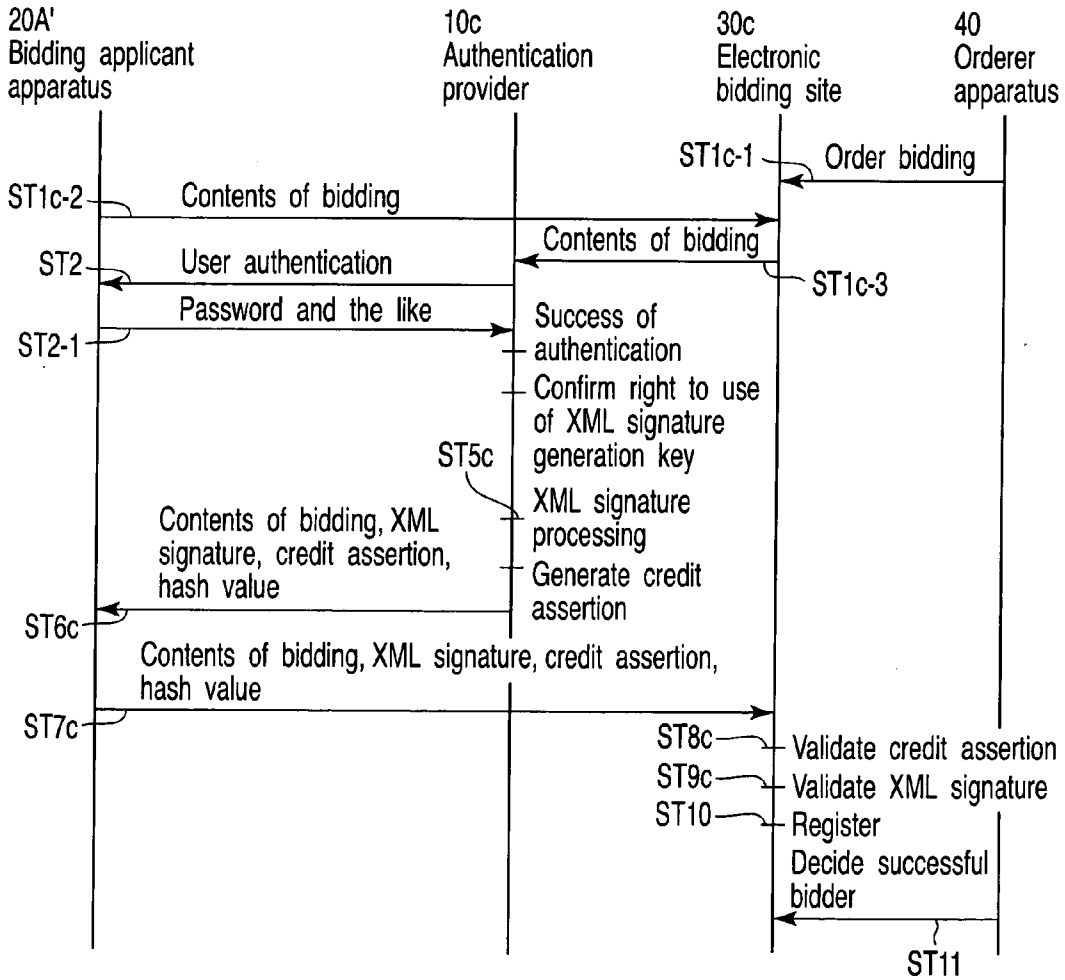 20A'
Bidding applicant
apparatus
10c
Authentication
provider
30c
Electronic
bidding site
40
Orderer
apparatus
ST1c-1
Order bidding
ST1c-2
Contents of bidding
Contents of bidding
ST2
User authentication
ST1c-3
Password and the like
ST2-1
Success of
authentication
Confirm right to use
of XML signature
generation key
ST5c
XML signature
processing
Contents of bidding, XML
signature, credit assertion,
hash value
Generate credit
assertion
ST6c
Contents of bidding, XML signature, credit assertion,
hash value
ST7c
ST8c
Validate credit assertion
ST9c
Validate XML signature
ST10
Register
Decide successful
bidder
ST11